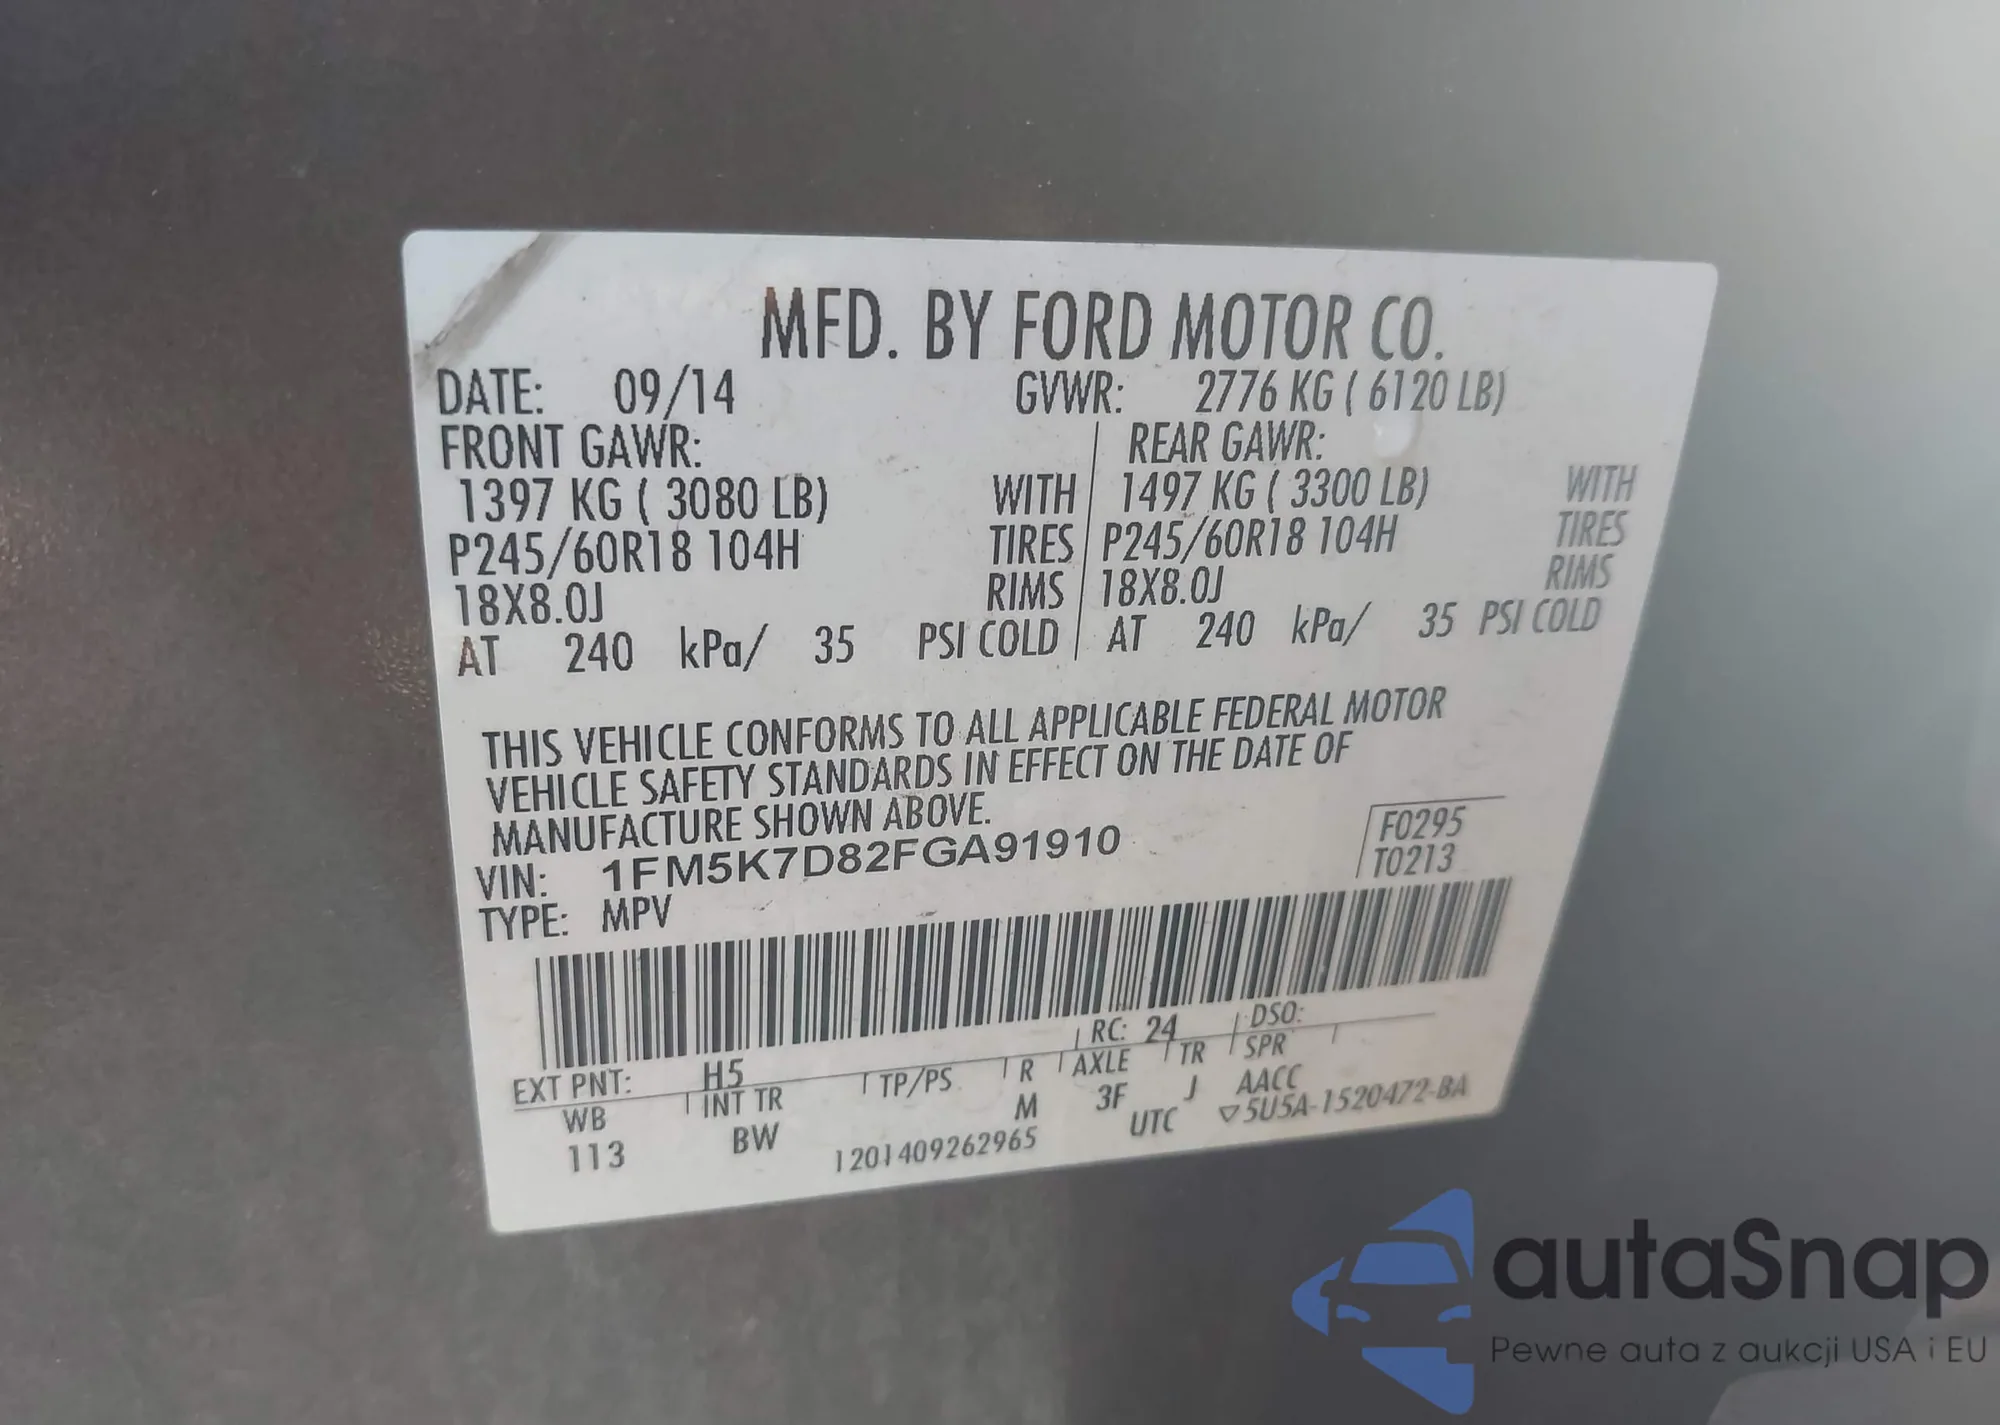 MFD. BY FORD MOTOR CO.
DATE: 09/14 GVWR: 2776 KG ( 6120 LB)
FRONT GAWR: REAR GAWR:
1397 KG ( 3080 LB) WITH 1497 KG ( 3300 LB) WITH
P245/60R18 104H TIRES P245/60R18 104H TIRES
18X8.0J RIMS 18X8.0J RIMS
AT 240 kPa/ 35 PSI COLD AT 240 kPa/ 35 PSI COLD
THIS VEHICLE CONFORMS TO ALL APPLICABLE FEDERAL MOTOR
VEHICLE SAFETY STANDARDS IN EFFECT ON THE DATE OF
MANUFACTURE SHOWN ABOVE.
VIN: 1FM5K7D82FGA91910 F0295
TYPE: MPV T0213
EXT PNT: H5 RC: 24 DSO:
WB INT TR TP/PS R AXLE TR SPR
113 BW M 3F J AACC
1201409262965 UTC ▽5U5A-1520472-BA
autaSnap
Pewne auta z aukcji USA i EU